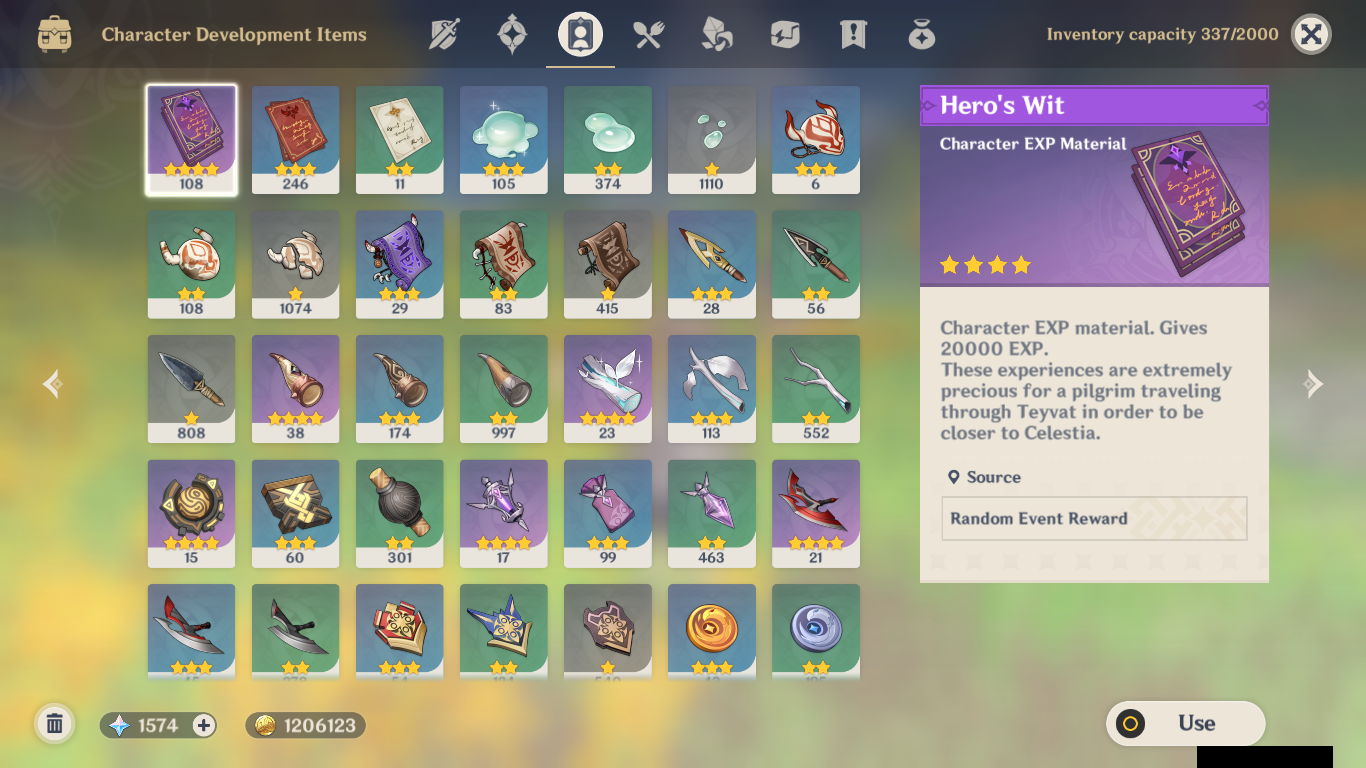 Character Development Items
Inventory capacity 337/2000
108
246
11
105
374
1110
6
108
1074
29
83
415
28
56
808
38
174
997
23
113
552
15
60
301
17
99
463
21
Hero's Wit
Character EXP Material
Character EXP material. Gives
20000 EXP.
These experiences are extremely
precious for a pilgrim traveling
through Teyvat in order to be
closer to Celestia.
Source
Random Event Reward
1574
1206123
Use